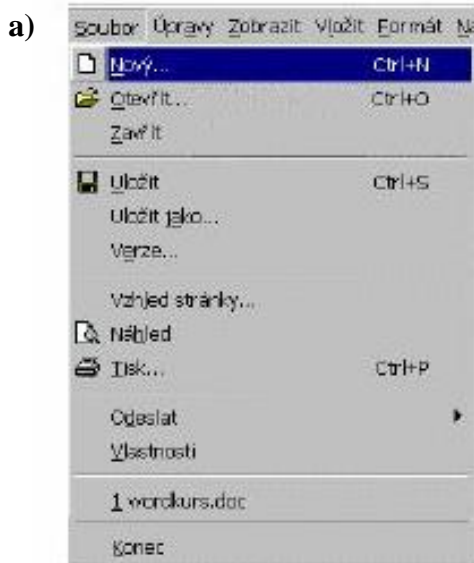 a)
Soubor Úpravy Zobrazit Vložit Formát
Nový... Ctrl+N
Otevřít... Ctrl+O
Zavřít
Uložit Ctrl+S
Uložit jako...
Verze...
Vzhled stránky...
Náhled
Tisk... Ctrl+P
Odeslat
Vlastnosti
1 wordkurs.doc
Konec